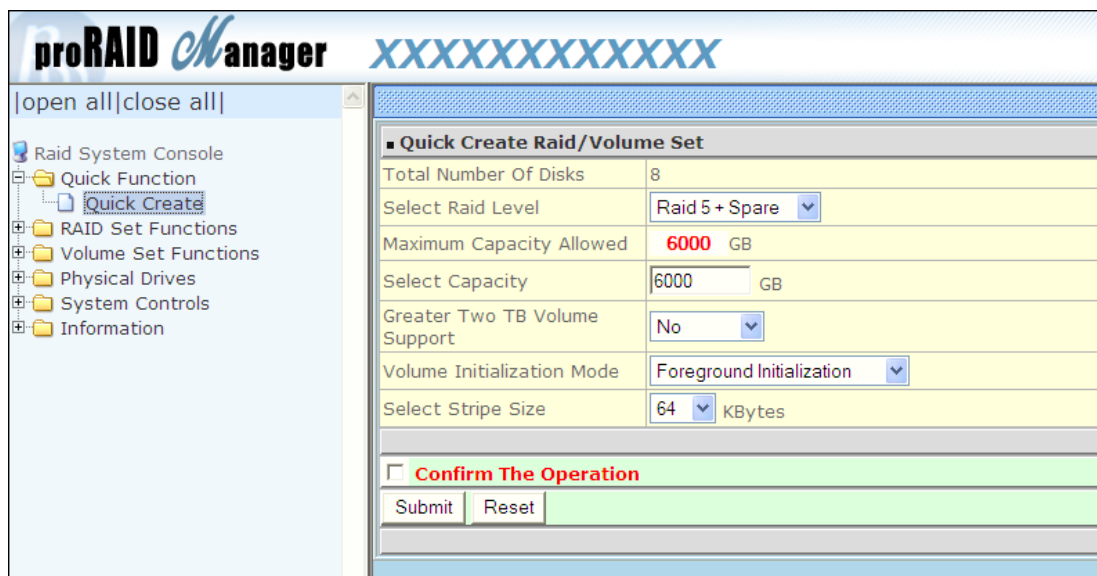 proRAID Manager XXXXXXXXXXXX
|open all|close all|
Raid System Console
Quick Function
Quick Create
RAID Set Functions
Volume Set Functions
Physical Drives
System Controls
Information
Quick Create Raid/Volume Set
Total Number Of Disks 8
Select Raid Level Raid 5 + Spare
Maximum Capacity Allowed 6000 GB
Select Capacity 6000 GB
Greater Two TB Volume
Support No
Volume Initialization Mode Foreground Initialization
Select Stripe Size 64 KBytes
Confirm The Operation
Submit Reset